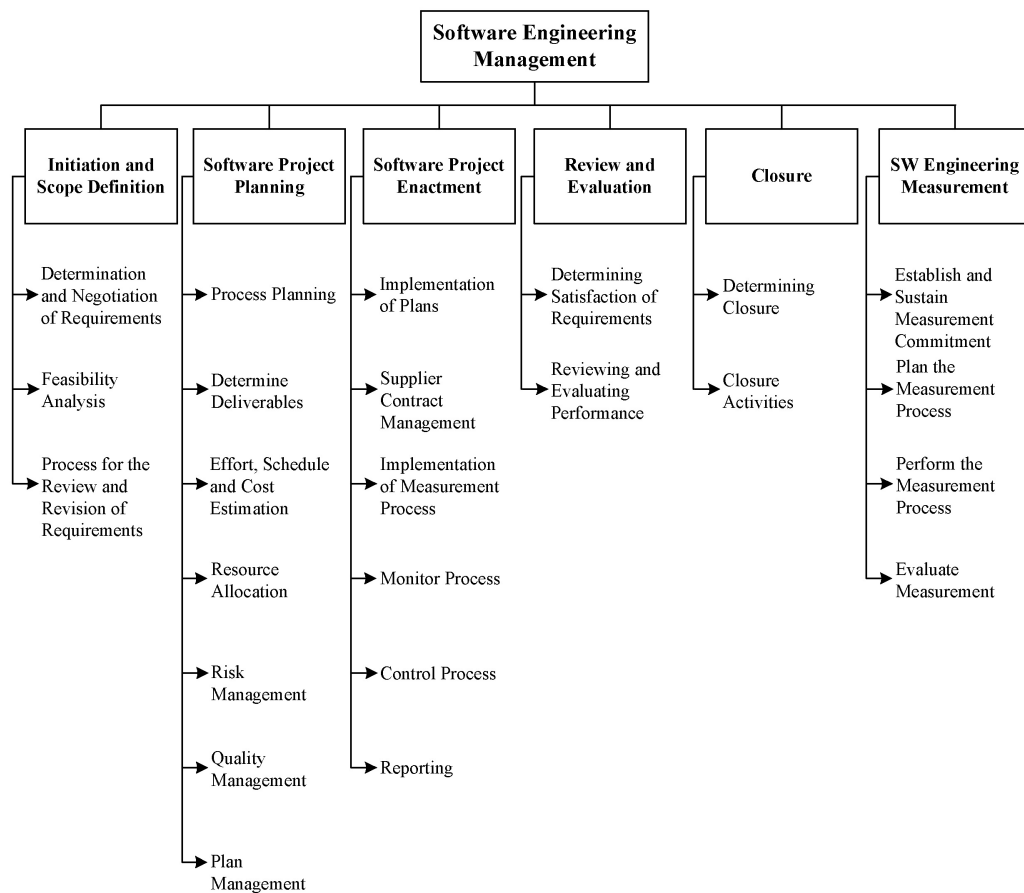 Software Engineering
Management
Initiation and
Scope Definition
Software Project
Planning
Software Project
Enactment
Review and
Evaluation
Closure
SW Engineering
Measurement
Determination
and Negotiation
of Requirements
Feasibility
Analysis
Process for the
Review and
Revision of
Requirements
Process Planning
Determine
Deliverables
Effort, Schedule
and Cost
Estimation
Resource
Allocation
Risk
Management
Quality
Management
Plan
Management
Implementation
of Plans
Supplier
Contract
Management
Implementation
of Measurement
Process
Monitor Process
Control Process
Reporting
Determining
Satisfaction of
Requirements
Reviewing and
Evaluating
Performance
Determining
Closure
Closure
Activities
Establish and
Sustain
Measurement
Commitment
Plan the
Measurement
Process
Perform the
Measurement
Process
Evaluate
Measurement